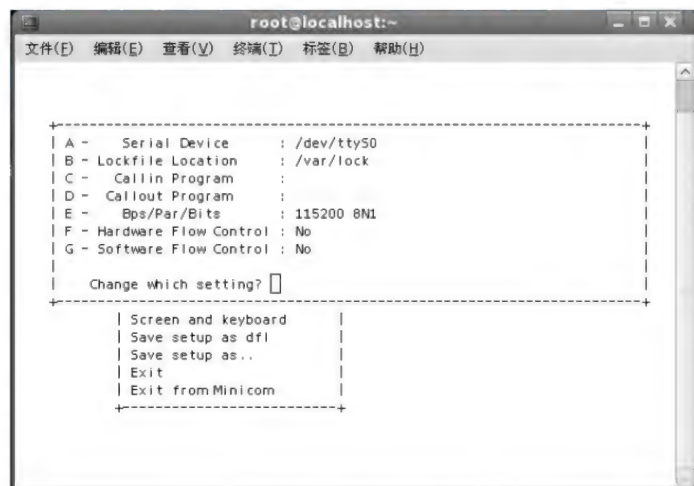 root@localhost:~
文件(F) 编辑(E) 查看(V) 终端(T) 标签(B) 帮助(H)
A - Serial Device : /dev/ttyS0
B - Lockfile Location : /var/lock
C - Callin Program :
D - Callout Program :
E - Bps/Par/Bits : 115200 8N1
F - Hardware Flow Control : No
G - Software Flow Control : No
Change which setting?
Screen and keyboard
Save setup as dfl
Save setup as..
Exit
Exit from Minicom